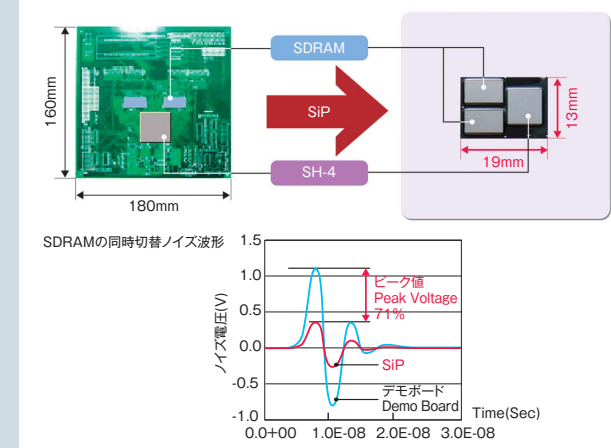 SDRAM
160mm
SiP
13mm
19mm
SH-4
180mm
SDRAMの同時切替ノイズ波形
1.5
1.0
0.5
0.0
-0.5
-1.0
ノイズ電圧(V)
ピーク値
Peak Voltage
71%
SiP
デモボード
Demo Board
Time(Sec)
0.0+00 1.0E-08 2.0E-08 3.0E-08